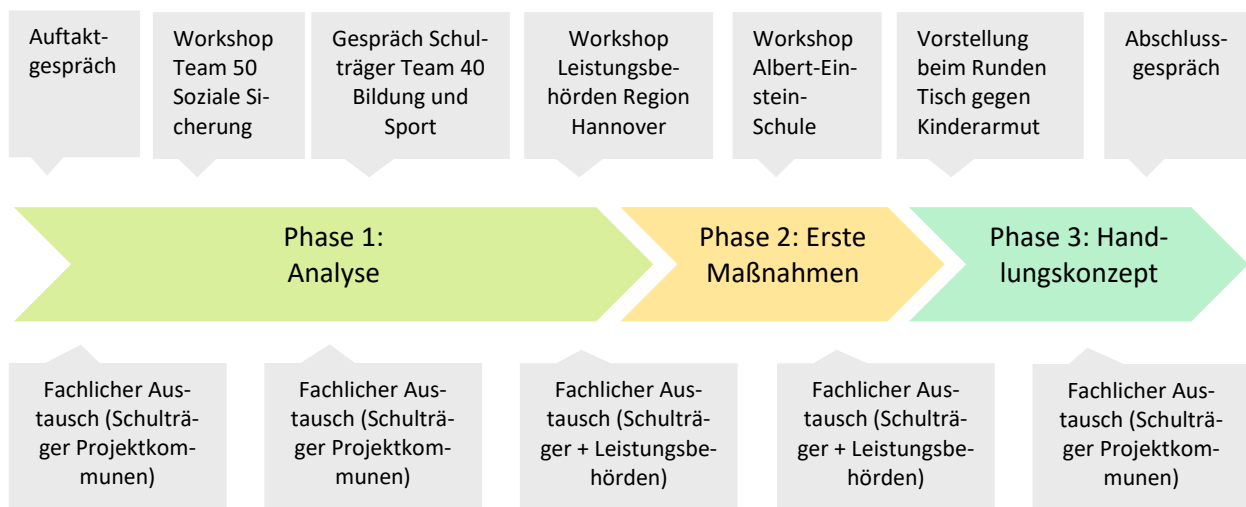 Auftakt-
gespräch
Workshop
Team 50
Soziale Si-
cherung
Gespräch Schul-
träger Team 40
Bildung und
Sport
Workshop
Leistungsbe-
hörden Region
Hannover
Workshop
Albert-Ein-
stein-
Schule
Vorstellung
beim Runden
Tisch gegen
Kinderarmut
Abschluss-
gespräch
Phase 1:
Analyse
Phase 2: Erste
Maßnahmen
Phase 3: Hand-
lungskonzept
Fachlicher Aus-
tausch (Schulträ-
ger Projektkom-
munen)
Fachlicher Aus-
tausch (Schulträ-
ger Projektkom-
munen)
Fachlicher Aus-
tausch (Schulträ-
ger + Leistungsbe-
hörden)
Fachlicher Aus-
tausch (Schulträ-
ger + Leistungsbe-
hörden)
Fachlicher Aus-
tausch (Schulträ-
ger Projektkom-
munen)